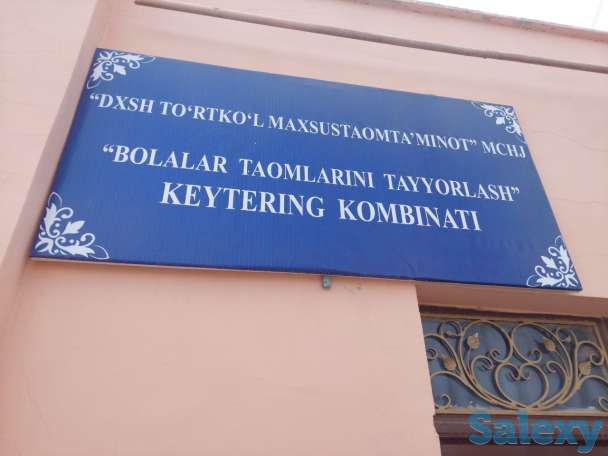 “DXSH TO‘RTKO‘L MAXSUSTAOMTA’MINOT” MCHJ
“BOLALAR TAOMLARINI TAYYORLASH”
KEYTERING KOMBINATI
Salexy